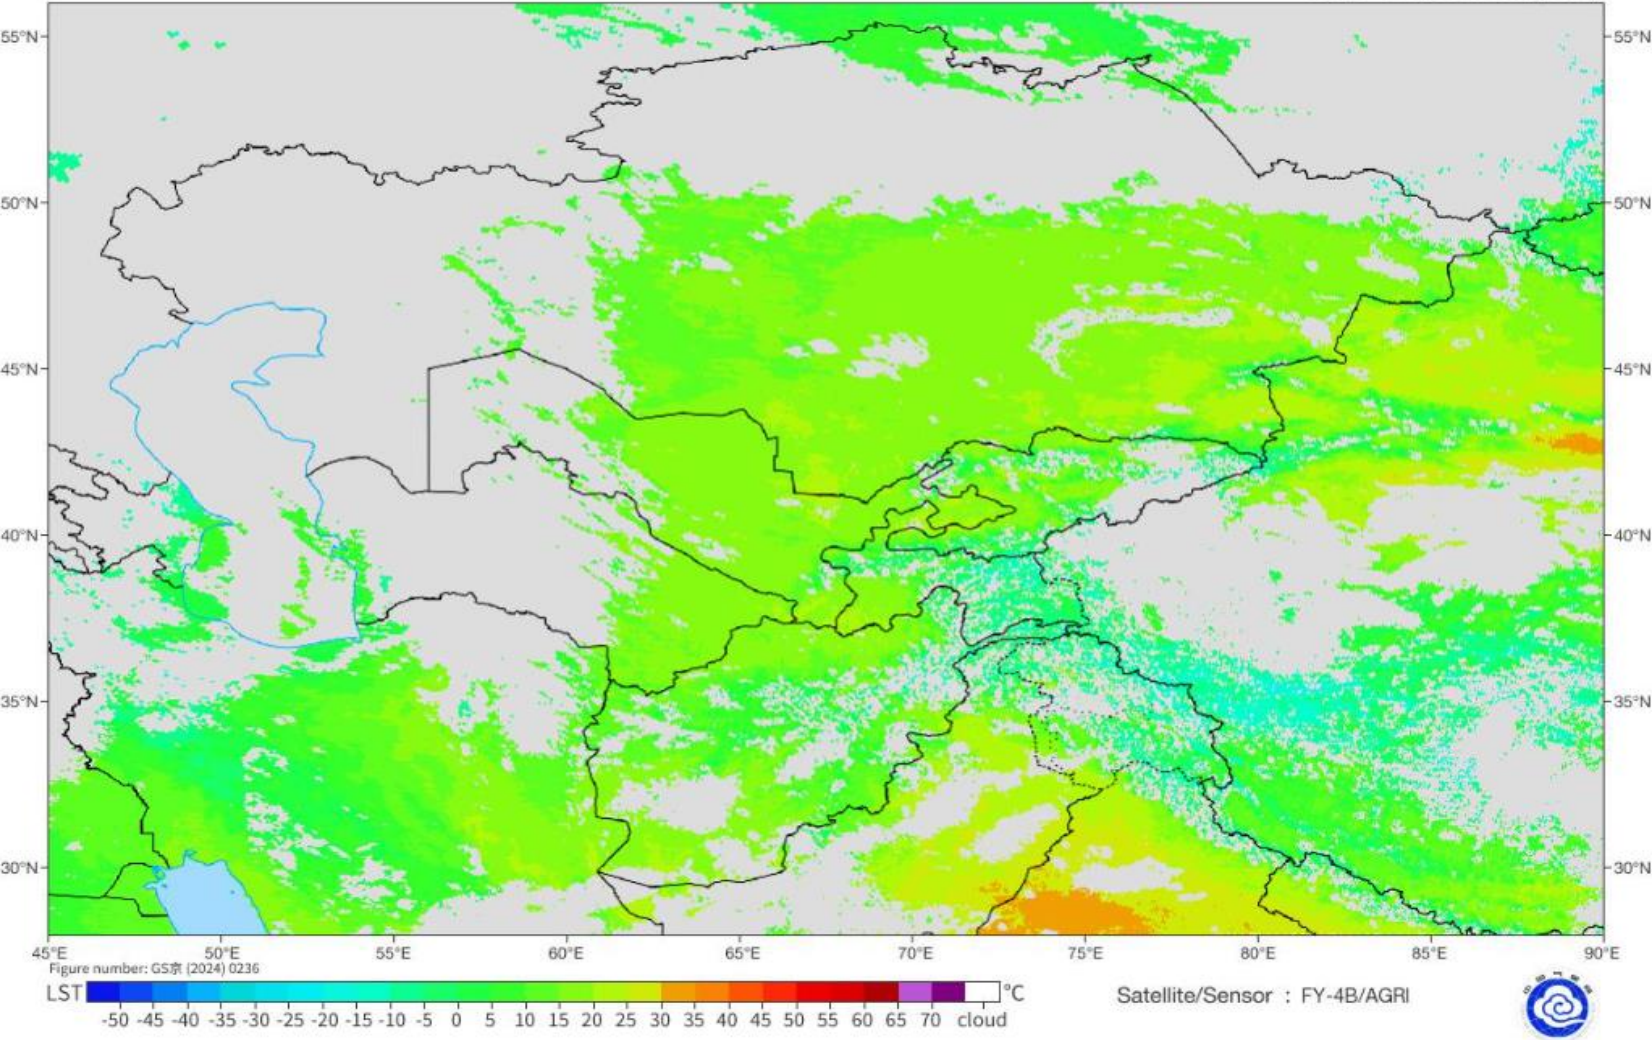 55°N 55°N
50°N 50°N
45°N 45°N
40°N 40°N
35°N 35°N
30°N 30°N
45°E 50°E 55°E 60°E 65°E 70°E 75°E 80°E 85°E 90°E
Figure number: GS京 (2024) 0236
LST °C
-50 -45 -40 -35 -30 -25 -20 -15 -10 -5 0 5 10 15 20 25 30 35 40 45 50 55 60 65 70 cloud
Satellite/Sensor : FY-4B/AGRI